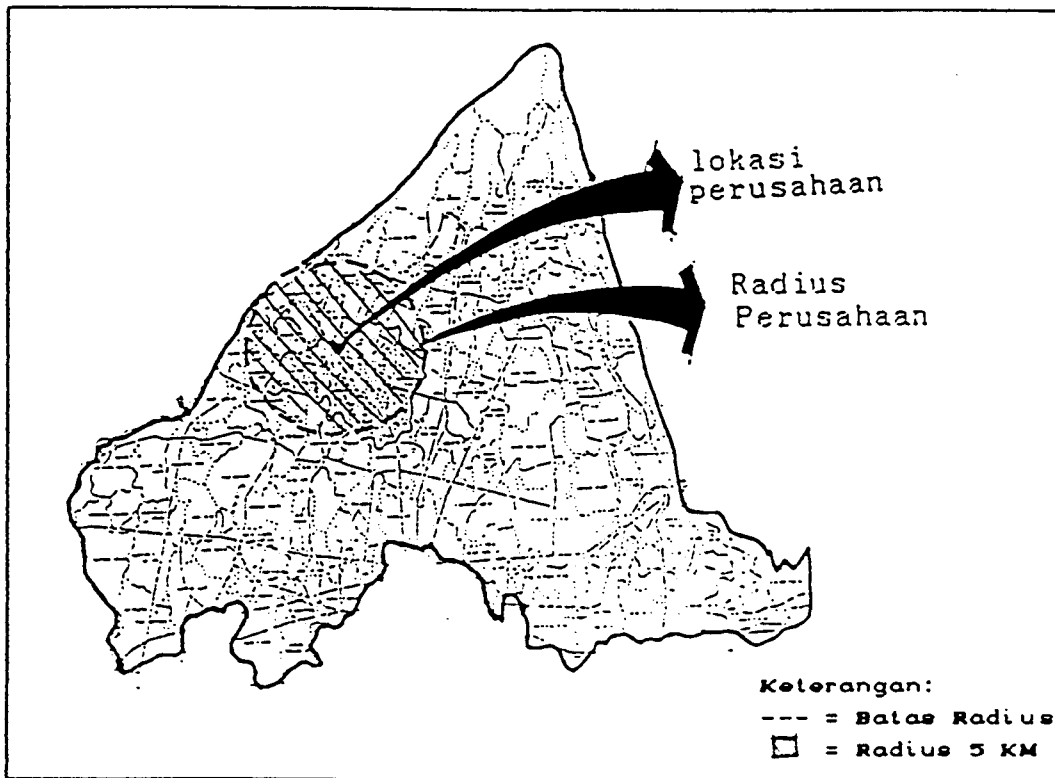 lokasi
perusahaan
Radius
Perusahaan
Keterangan:
--- = Batas Radius
= Radius 5 KM